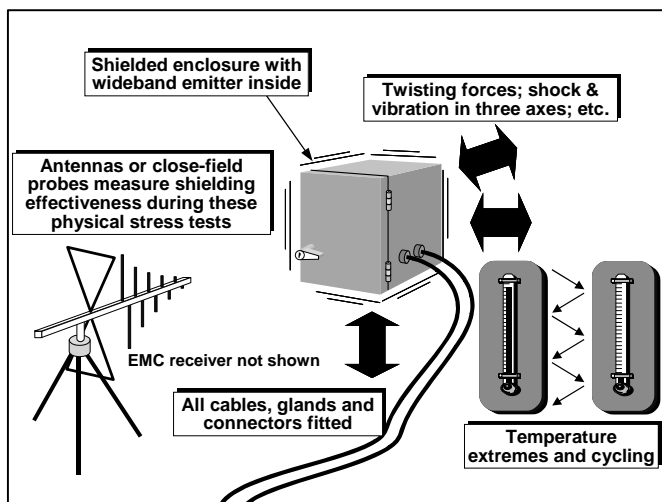 Shielded enclosure with
wideband emitter inside
Twisting forces; shock &
vibration in three axes; etc.
Antennas or close-field
probes measure shielding
effectiveness during these
physical stress tests
EMC receiver not shown
All cables, glands and
connectors fitted
Temperature
extremes and cycling